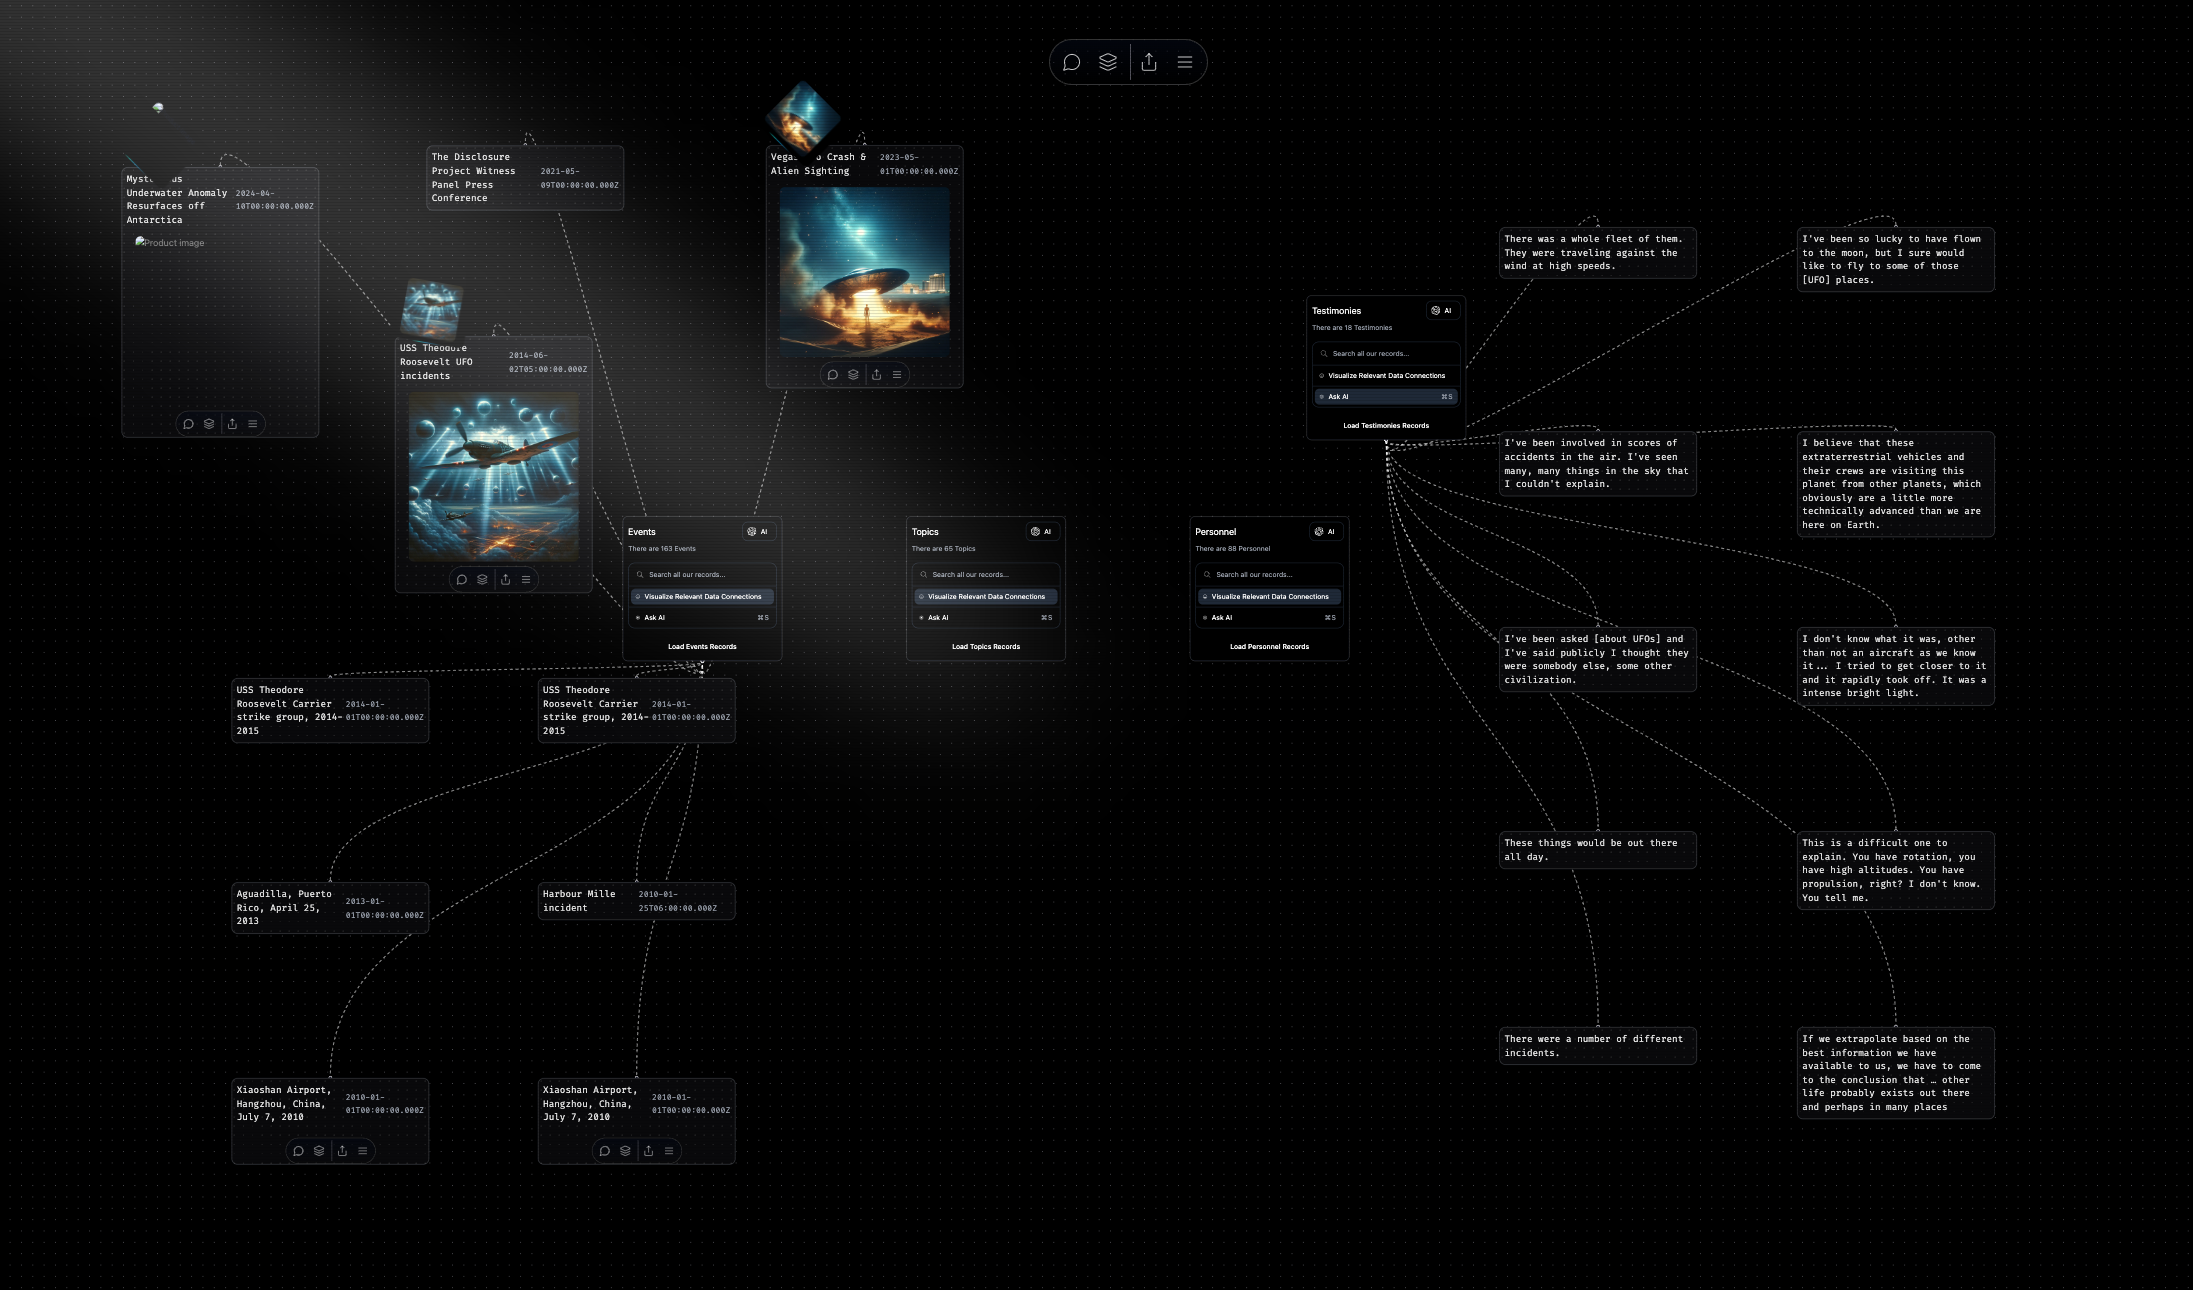 Underwater Anomaly
Resurfaces off
Antarctica
2024-04-
10T00:00:00.000Z
Product image
The Disclosure
Project Witness
Panel Press
Conference
2021-05-
09T00:00:00.000Z
Crash &
Alien Sighting
2023-05-
01T00:00:00.000Z
USS Theodore
Roosevelt UFO
incidents
2014-06-
02T05:00:00.000Z
Events
AI
There are 163 Events
Search all our records...
Visualize Relevant Data Connections
Ask AI
⌘S
Load Events Records
Topics
AI
There are 65 Topics
Search all our records...
Visualize Relevant Data Connections
Ask AI
⌘S
Load Topics Records
Personnel
AI
There are 88 Personnel
Search all our records...
Visualize Relevant Data Connections
Ask AI
⌘S
Load Personnel Records
Testimonies
AI
There are 18 Testimonies
Search all our records...
Visualize Relevant Data Connections
Ask AI
⌘S
Load Testimonies Records
USS Theodore
Roosevelt Carrier
strike group, 2014-
2015
2014-01-
01T00:00:00.000Z
USS Theodore
Roosevelt Carrier
strike group, 2014-
2015
2014-01-
01T00:00:00.000Z
Aguadilla, Puerto
Rico, April 25,
2013
2013-01-
01T00:00:00.000Z
Harbour Mille
incident
2010-01-
25T06:00:00.000Z
Xiaoshan Airport,
Hangzhou, China,
July 7, 2010
2010-01-
01T00:00:00.000Z
Xiaoshan Airport,
Hangzhou, China,
July 7, 2010
2010-01-
01T00:00:00.000Z
There was a whole fleet of them.
They were traveling against the
wind at high speeds.
I've been so lucky to have flown
to the moon, but I sure would
like to fly to some of those
[UFO] places.
I've been involved in scores of
accidents in the air. I've seen
many, many things in the sky that
I couldn't explain.
I believe that these
extraterrestrial vehicles and
their crews are visiting this
planet from other planets, which
obviously are a little more
technically advanced than we are
here on Earth.
I've been asked [about UFOs] and
I've said publicly I thought they
were somebody else, some other
civilization.
I don't know what it was, other
than not an aircraft as we know
it... I tried to get closer to it
and it rapidly took off. It was a
intense bright light.
These things would be out there
all day.
This is a difficult one to
explain. You have rotation, you
have high altitudes. You have
propulsion, right? I don't know.
You tell me.
There were a number of different
incidents.
If we extrapolate based on the
best information we have
available to us, we have to come
to the conclusion that … other
life probably exists out there
and perhaps in many places